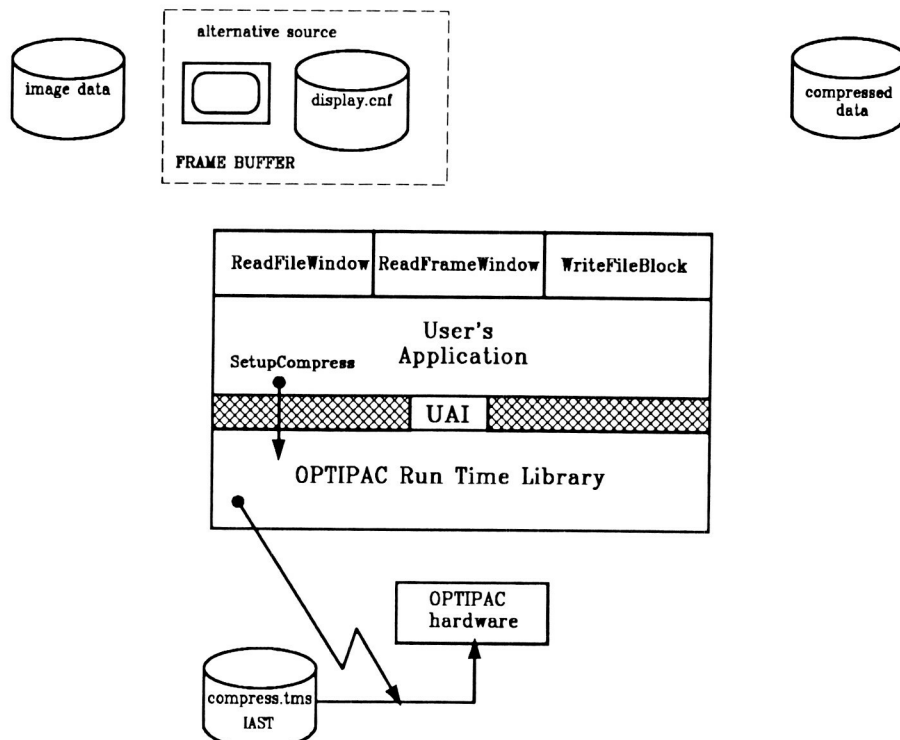 alternative source
image data
display.cnf
FRAME BUFFER
compressed
data
ReadFileWindow
ReadFrameWindow
WriteFileBlock
User's
Application
SetupCompress
UAI
OPTIPAC Run Time Library
OPTIPAC
hardware
compress.tms
IAST